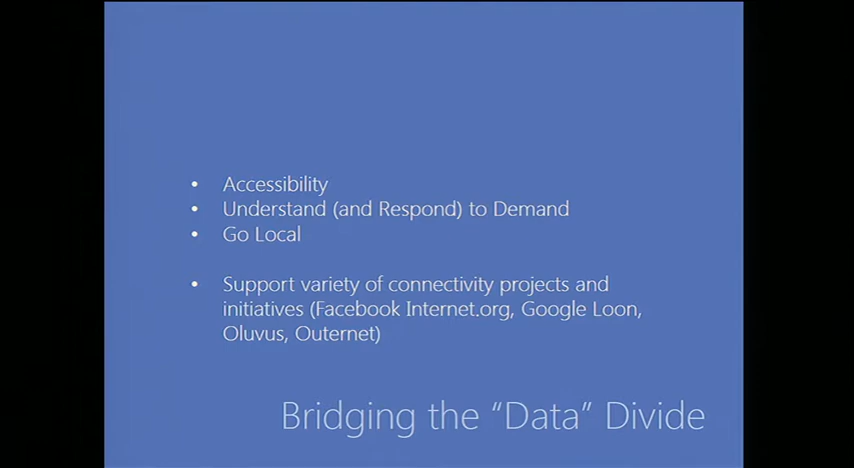 • Accessibility
• Understand (and Respond) to Demand
• Go Local
• Support variety of connectivity projects and
initiatives (Facebook Internet.org, Google Loon,
Oluvus, Outernet)
Bridging the “Data” Divide